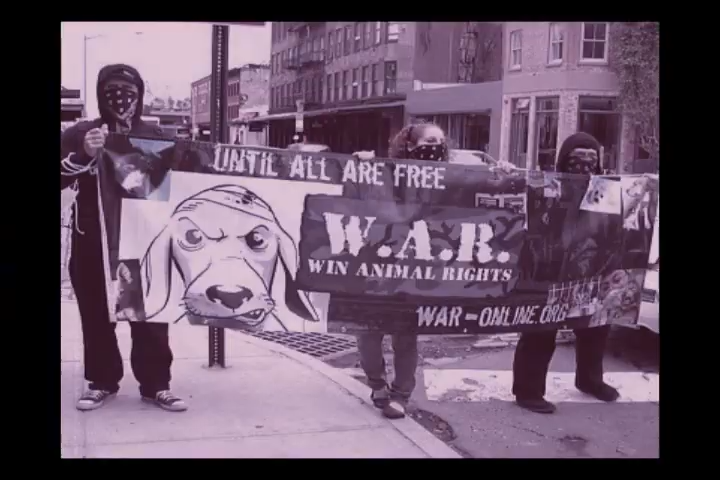 UNTIL ALL ARE FREE
W.A.R.
WIN ANIMAL RIGHTS
WAR-ONLINE.ORG